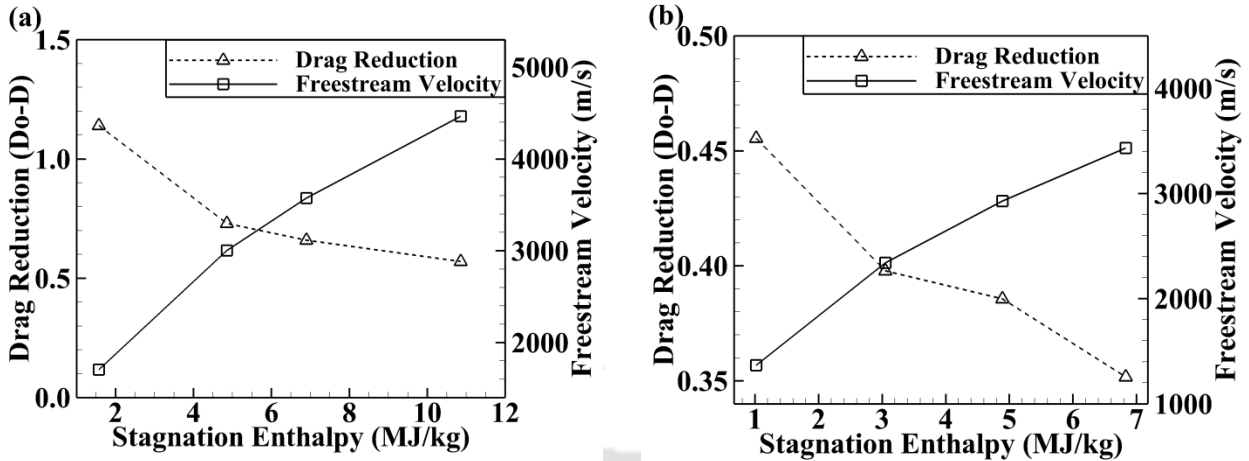 (a)
Drag Reduction
Freestream Velocity
Drag Reduction (Do-D)
1.5
1.0
0.5
0.0
5000
4000
3000
2000
Freestream Velocity (m/s)
2 4 6 8 10 12
Stagnation Enthalpy (MJ/kg)
(b)
Drag Reduction
Freestream Velocity
Drag Reduction (Do-D)
0.50
0.45
0.40
0.35
4000
3000
2000
1000
Freestream Velocity (m/s)
1 2 3 4 5 6 7
Stagnation Enthalpy (MJ/kg)